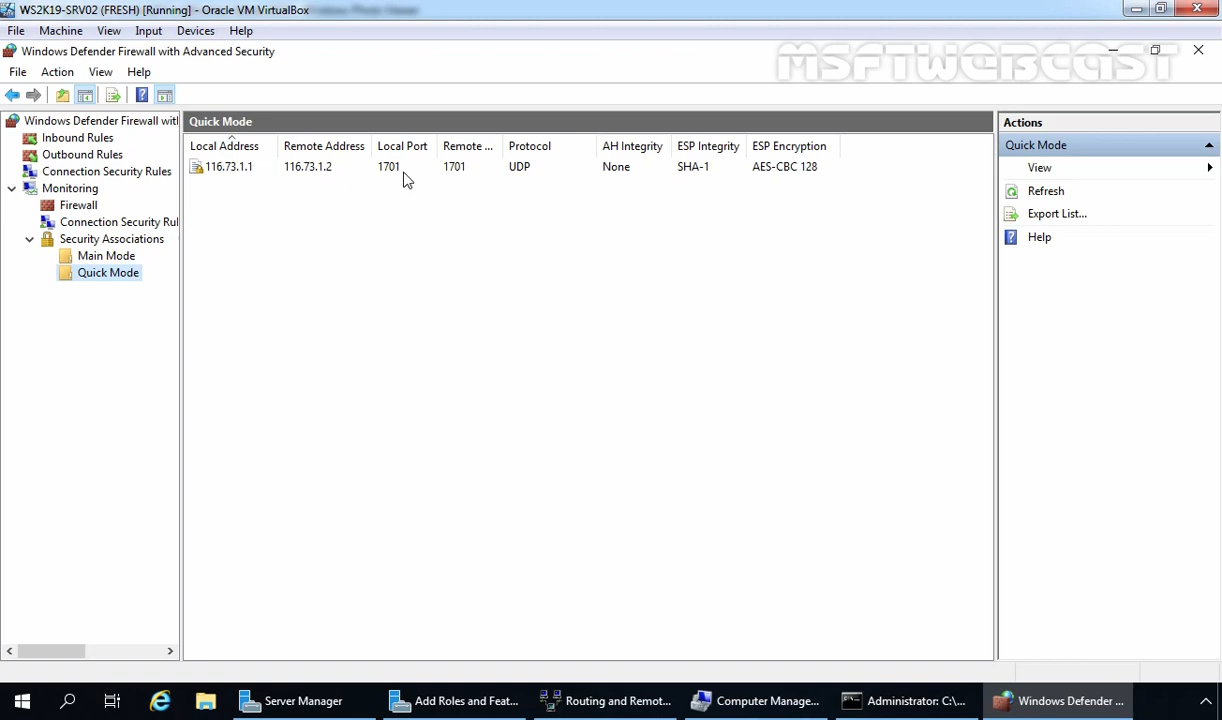 WS2K19-SRV02 (FRESH) [Running] - Oracle VM VirtualBox
File Machine View Input Devices Help
Windows Defender Firewall with Advanced Security
MSFTWEBCAST
File Action View Help
Windows Defender Firewall wit
Inbound Rules
Outbound Rules
Connection Security Rules
Monitoring
Firewall
Connection Security Rul
Security Associations
Main Mode
Quick Mode
Quick Mode
Local Address Remote Address Local Port Remote ... Protocol AH Integrity ESP Integrity ESP Encryption
116.73.1.1 116.73.1.2 1701 1701 UDP None SHA-1 AES-CBC 128
Actions
Quick Mode
View
Refresh
Export List...
Help
Server Manager Add Roles and Feat... Routing and Remot... Computer Manage... Administrator: C:\... Windows Defender ...